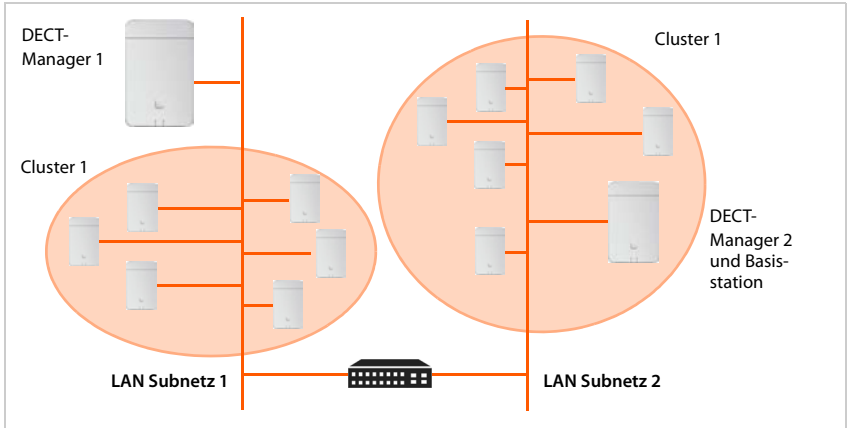 DECT-
Manager 1
Cluster 1
Cluster 1
DECT-
Manager 2
und Basis-
station
LAN Subnetz 1
LAN Subnetz 2